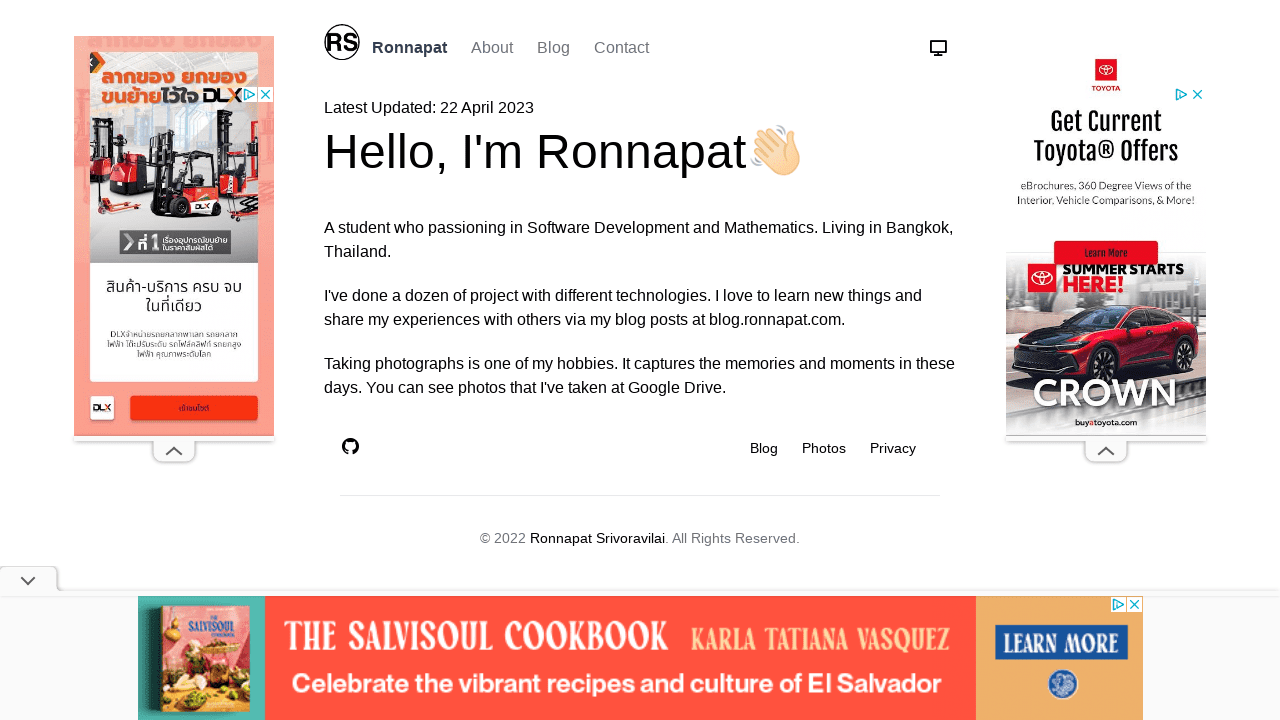 RS
Ronnapat
About
Blog
Contact
Latest Updated: 22 April 2023
Hello, I'm Ronnapat
A student who passioning in Software Development and Mathematics. Living in Bangkok,
Thailand.
I've done a dozen of project with different technologies. I love to learn new things and
share my experiences with others via my blog posts at blog.ronnapat.com.
Taking photographs is one of my hobbies. It captures the memories and moments in these
days. You can see photos that I've taken at Google Drive.
Blog
Photos
Privacy
© 2022 Ronnapat Srivoravilai. All Rights Reserved.
ลากของ ยกของ
ขนย้ายไว้ใจ DLX
ที่ 1 เรื่องอุปกรณ์ขนย้าย
ในราคาสัมผัสได้
สินค้า-บริการ ครบ จบ
ในที่เดียว
DLX
TOYOTA
Get Current
Toyota® Offers
eBrochures, 360 Degree Views of the
Interior, Vehicle Comparisons, & More!
Learn More
SUMMER STARTS
HERE!
CROWN
buyatoyota.com
THE SALVISOUL COOKBOOK KARLA TATIANA VASQUEZ
Celebrate the vibrant recipes and culture of El Salvador
LEARN MORE